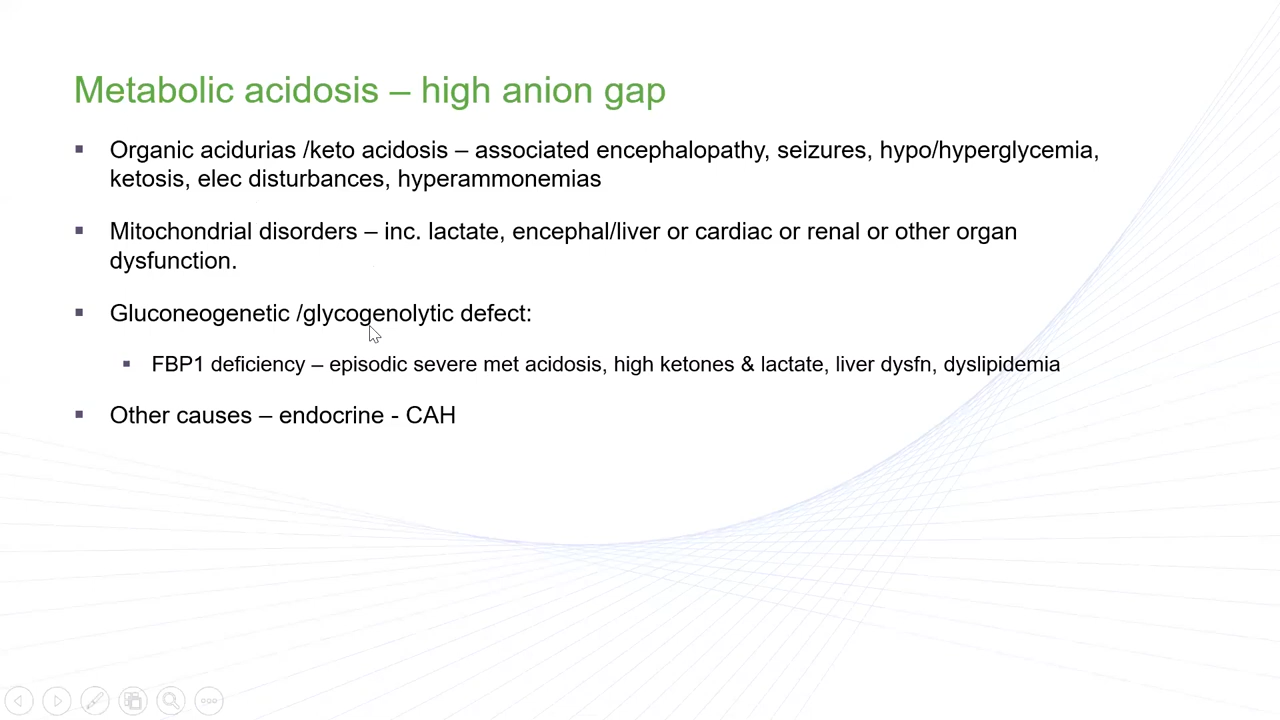 Metabolic acidosis – high anion gap
Organic acidurias /keto acidosis – associated encephalopathy, seizures, hypo/hyperglycemia,
ketosis, elec disturbances, hyperammonemias
Mitochondrial disorders – inc. lactate, encephal/liver or cardiac or renal or other organ
dysfunction.
Gluconeogenetic /glycogenolytic defect:
FBP1 deficiency – episodic severe met acidosis, high ketones & lactate, liver dysfn, dyslipidemia
Other causes – endocrine - CAH